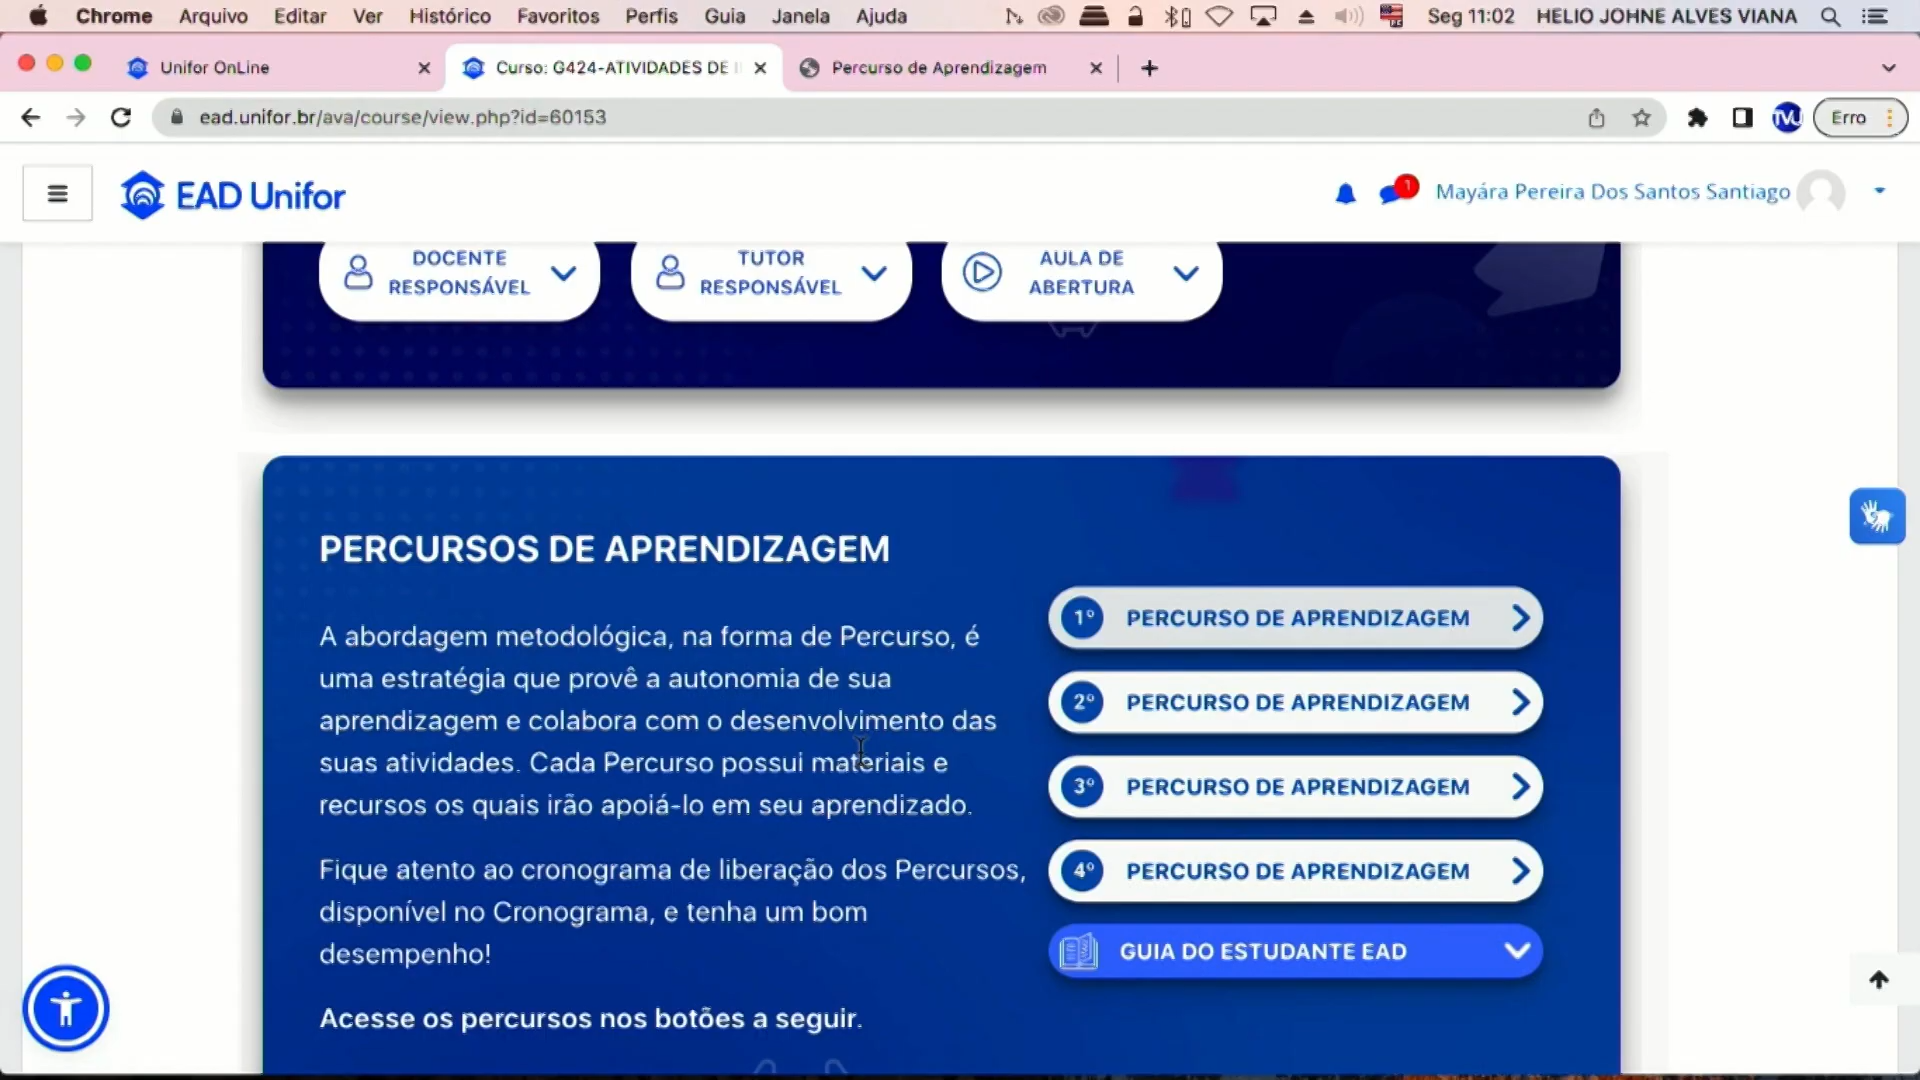 Chrome Arquivo Editar Ver Histórico Favoritos Perfis Guia Janela Ajuda Seg 11:02 HELIO JOHNE ALVES VIANA
Unifor OnLine
Curso: G424-ATIVIDADES DE I
Percurso de Aprendizagem
ead.unifor.br/ava/course/view.php?id=60153
Erro
EAD Unifor
1
Mayára Pereira Dos Santos Santiago
DOCENTE
RESPONSÁVEL
TUTOR
RESPONSÁVEL
AULA DE
ABERTURA
PERCURSOS DE APRENDIZAGEM
A abordagem metodológica, na forma de Percurso, é
uma estratégia que provê a autonomia de sua
aprendizagem e colabora com o desenvolvimento das
suas atividades. Cada Percurso possui materiais e
recursos os quais irão apoiá-lo em seu aprendizado.
Fique atento ao cronograma de liberação dos Percursos,
disponível no Cronograma, e tenha um bom
desempenho!
Acesse os percursos nos botões a seguir.
1º PERCURSO DE APRENDIZAGEM
2º PERCURSO DE APRENDIZAGEM
3º PERCURSO DE APRENDIZAGEM
4º PERCURSO DE APRENDIZAGEM
GUIA DO ESTUDANTE EAD